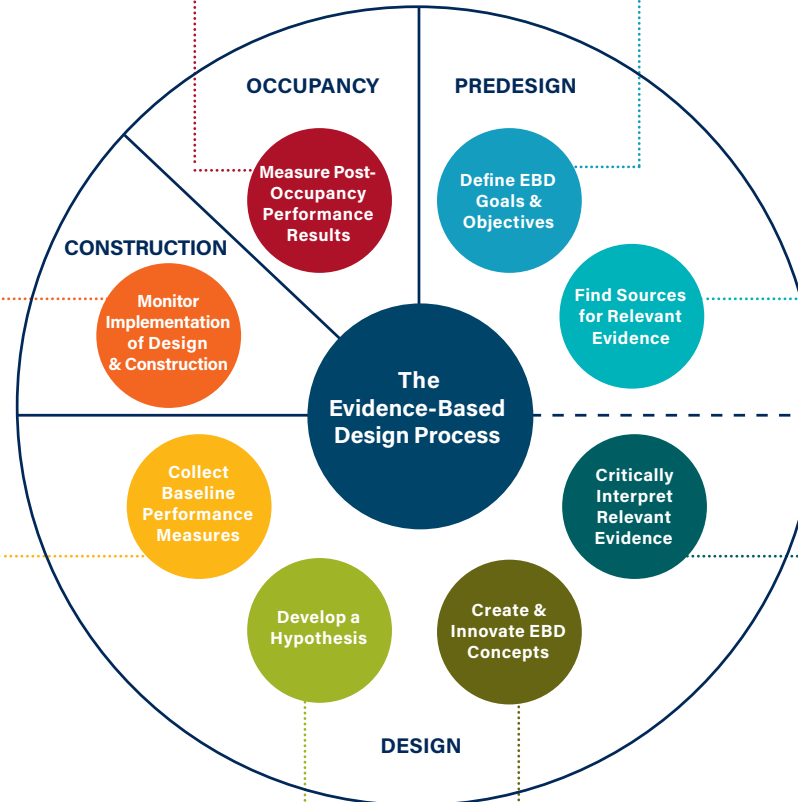 OCCUPANCY
PREDESIGN
Measure Post-
Occupancy
Performance
Results
Define EBD
Goals &
Objectives
CONSTRUCTION
Monitor
Implementation
of Design
& Construction
Find Sources
for Relevant
Evidence
The
Evidence-Based
Design Process
Collect
Baseline
Performance
Measures
Critically
Interpret
Relevant
Evidence
Develop a
Hypothesis
Create &
Innovate EBD
Concepts
DESIGN